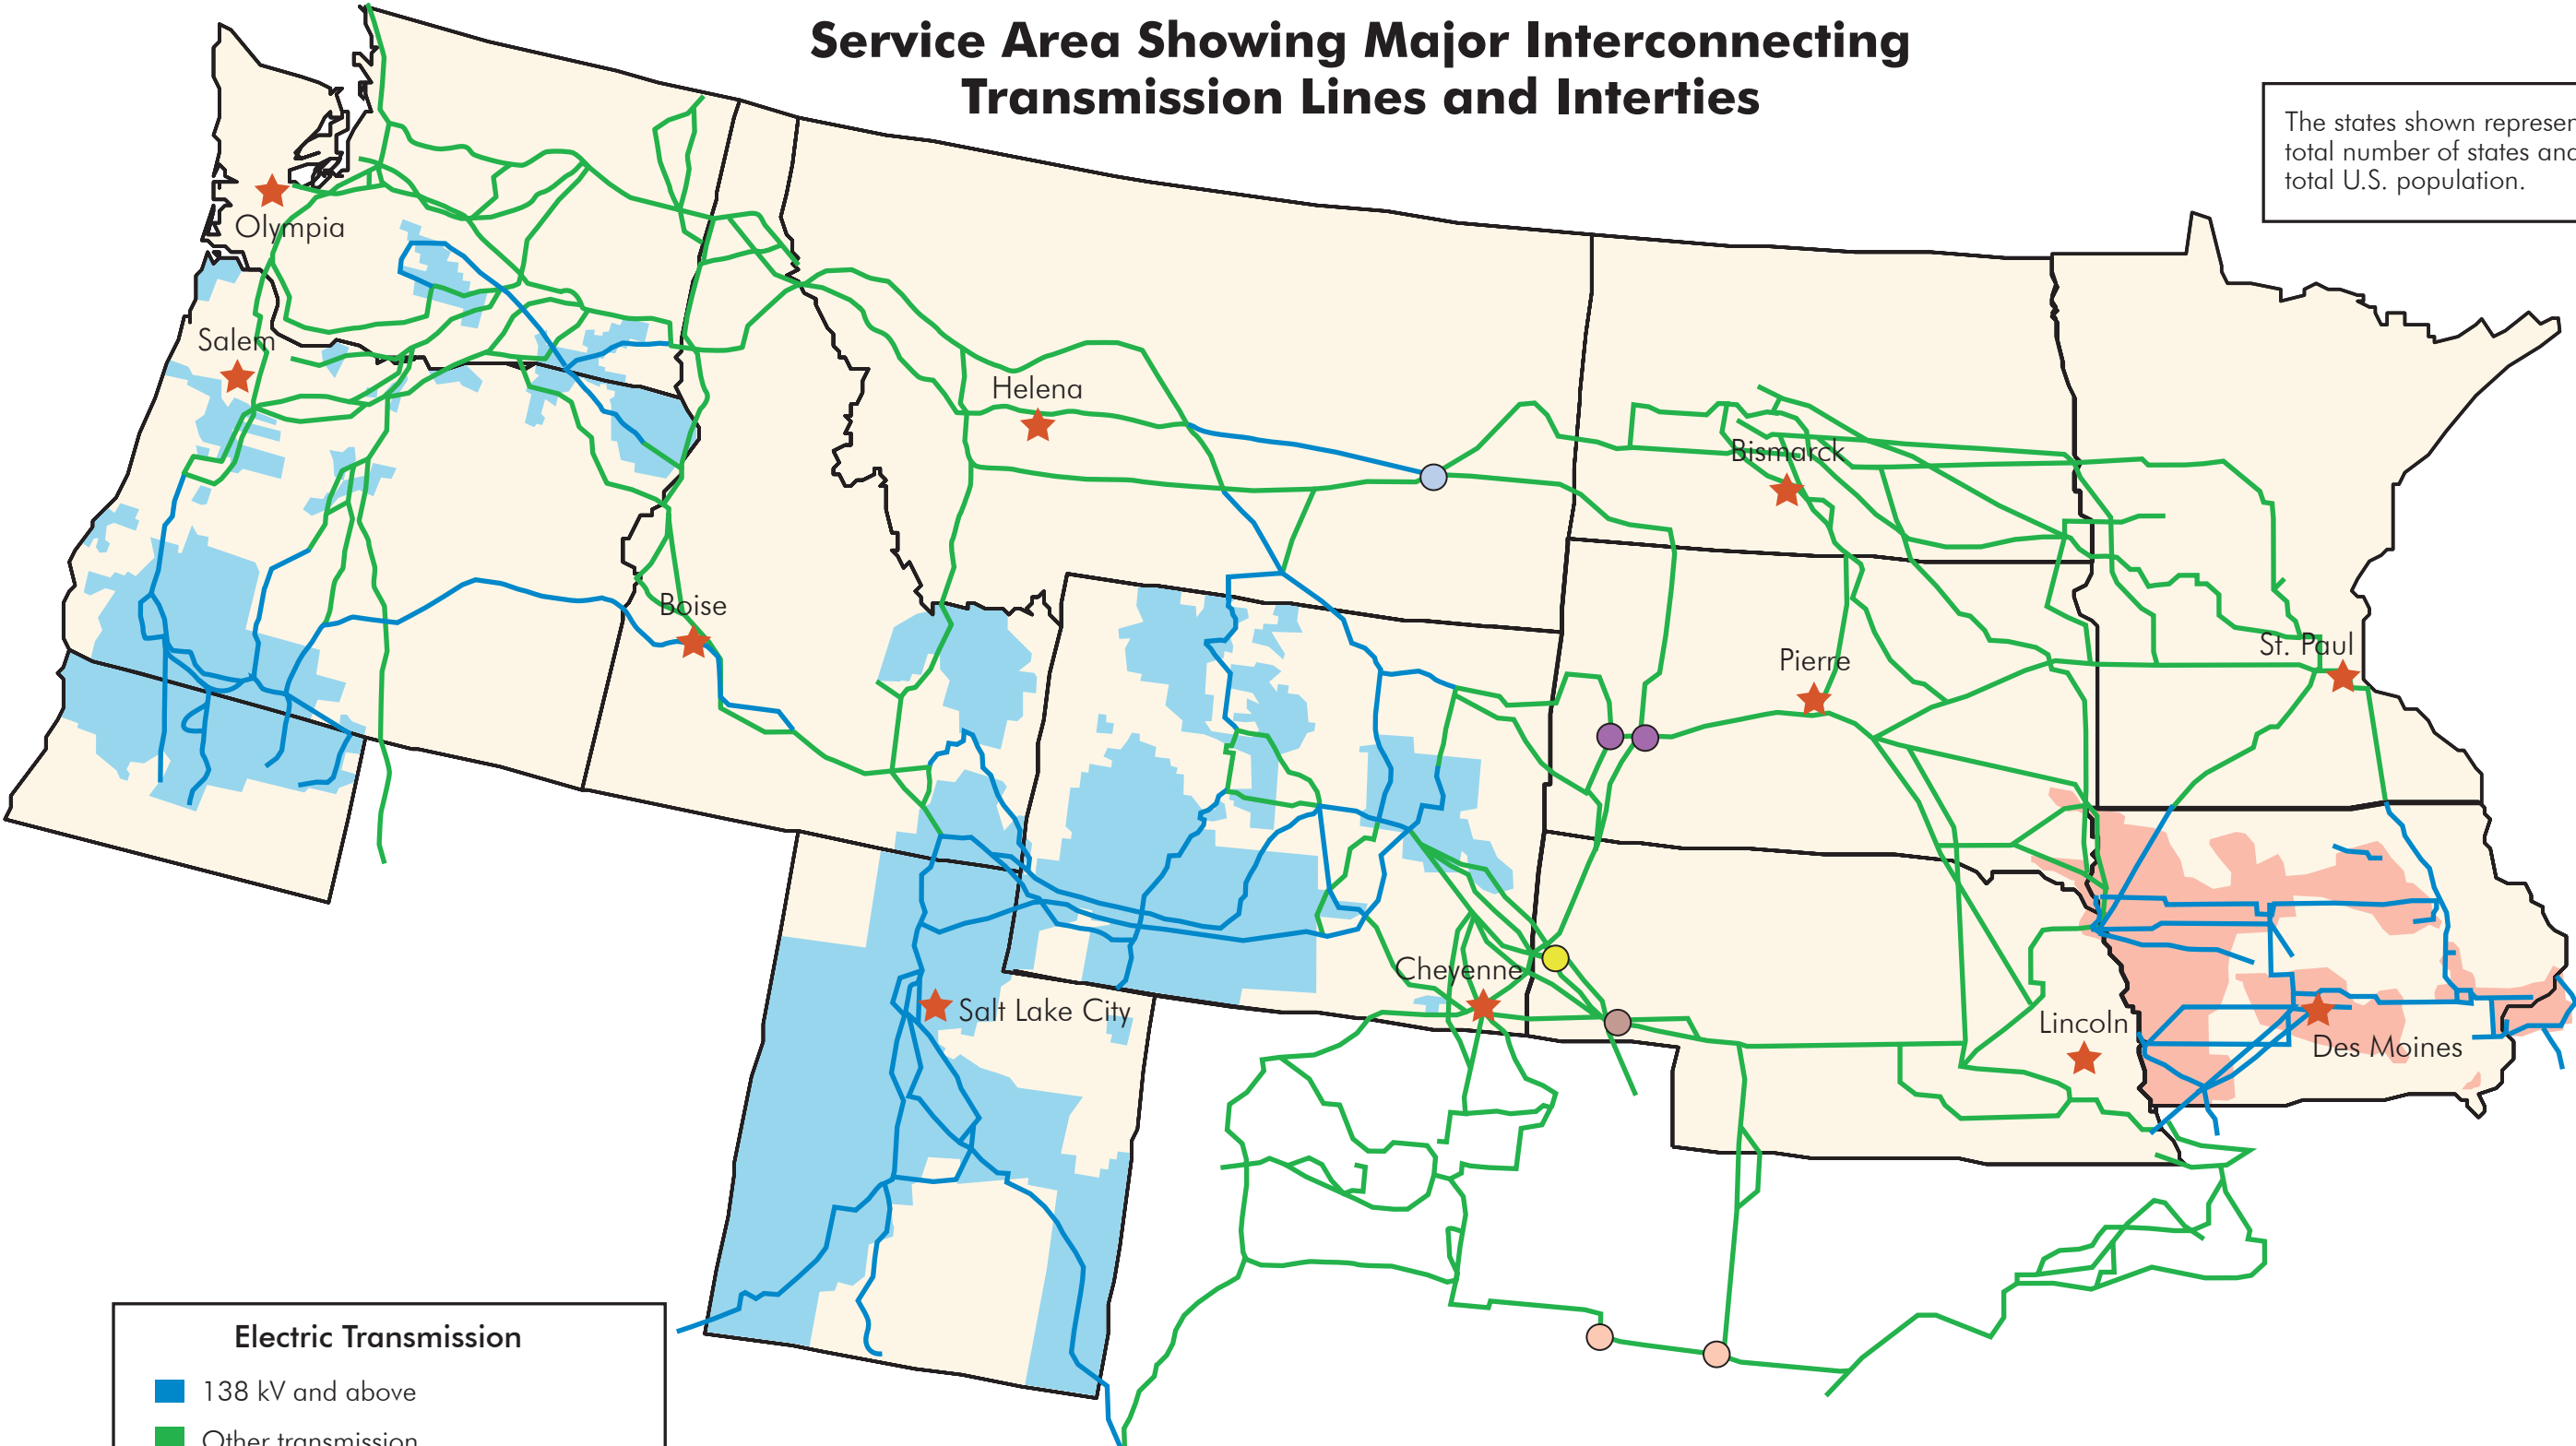 Service Area Showing Major Interconnecting
Transmission Lines and Interties
The states shown
total number of states
total U.S. population.
Olympia
Salem
Helena
Bismarck
Boise
St. Paul
Pierre
Cheyenne
Salt Lake City
Lincoln
Des Moines
Electric Transmission
138 kV and above
Other transmission